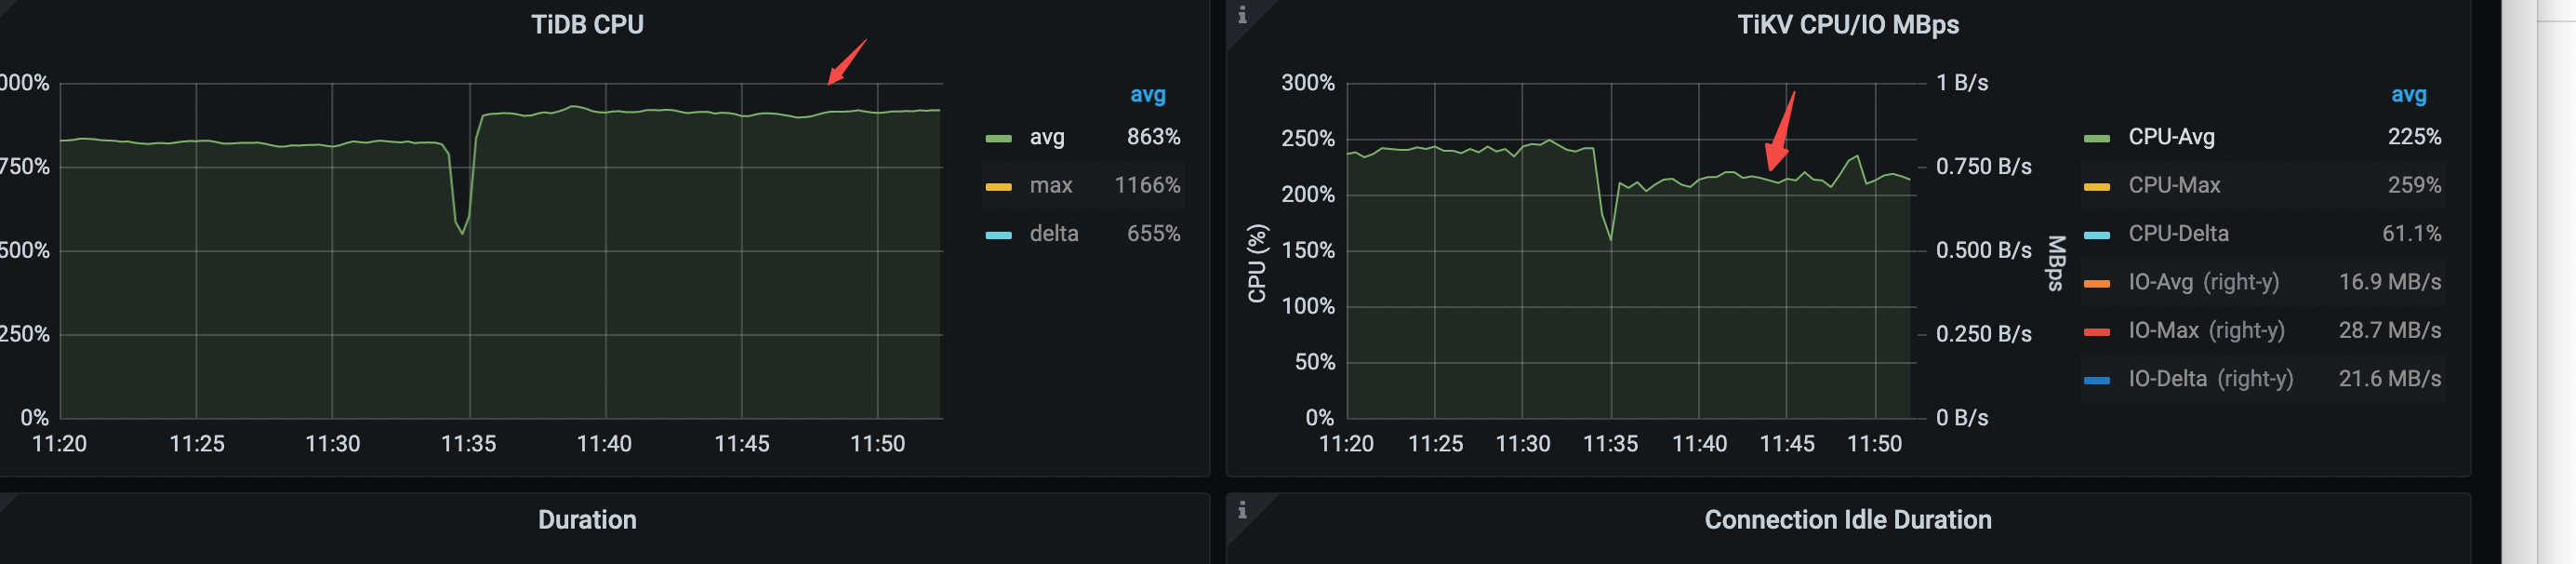 TiDB CPU
000%
750%
500%
250%
0%
11:20 11:25 11:30 11:35 11:40 11:45 11:50
avg
avg 863%
max 1166%
delta 655%
i
TiKV CPU/IO MBps
CPU (%)
300%
250%
200%
150%
100%
50%
0%
1 B/s
0.750 B/s
0.500 B/s
0.250 B/s
0 B/s
MBps
11:20 11:25 11:30 11:35 11:40 11:45 11:50
avg
CPU-Avg 225%
CPU-Max 259%
CPU-Delta 61.1%
IO-Avg (right-y) 16.9 MB/s
IO-Max (right-y) 28.7 MB/s
IO-Delta (right-y) 21.6 MB/s
Duration
i
Connection Idle Duration